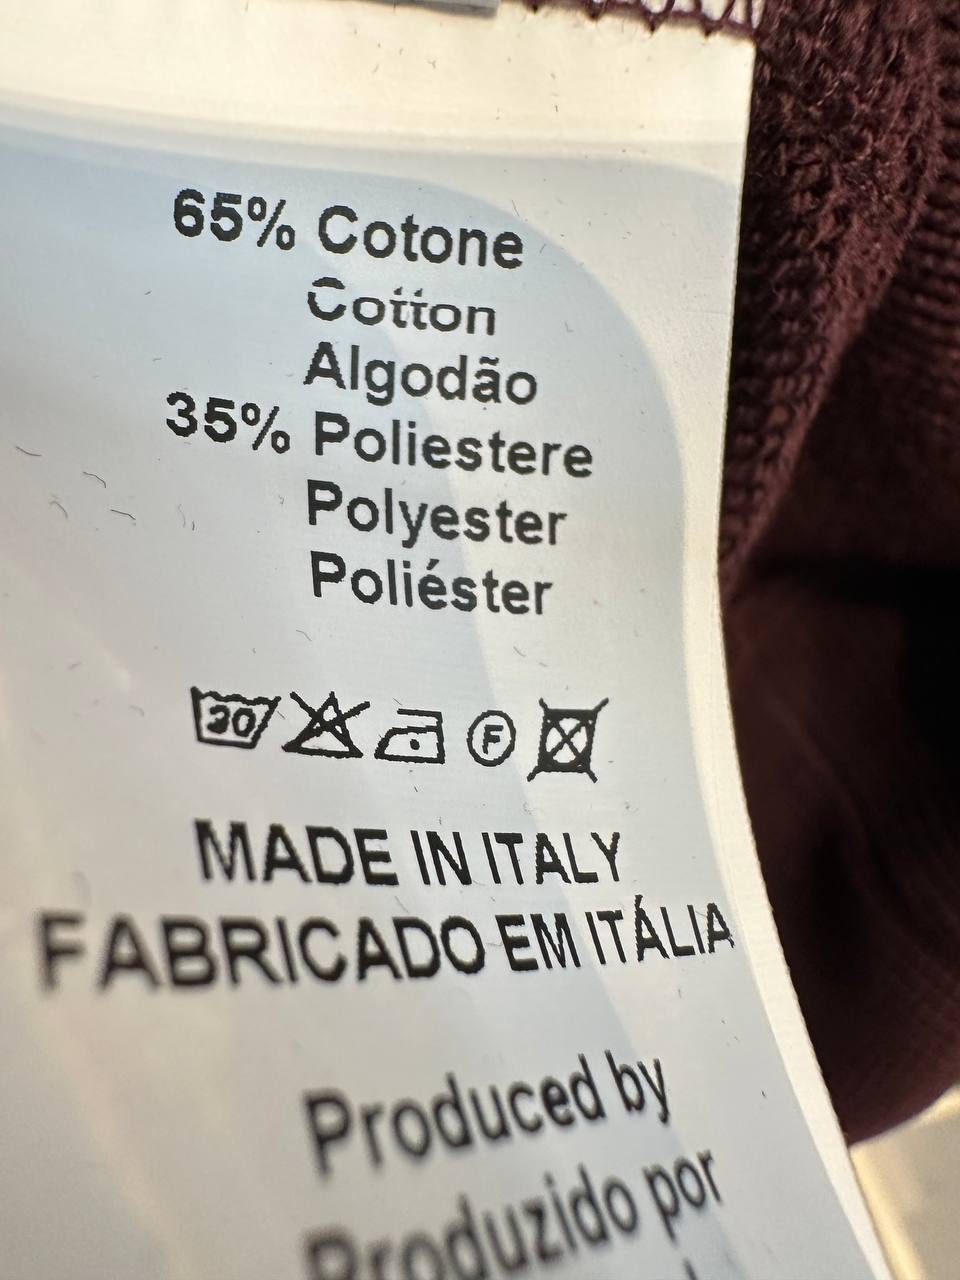 65% Cotone
Cotton
Algodão
35% Poliestere
Polyester
Poliéster
30 F
MADE IN ITALY
FABRICADO EM ITÁLIA
Produced by
Produzido por